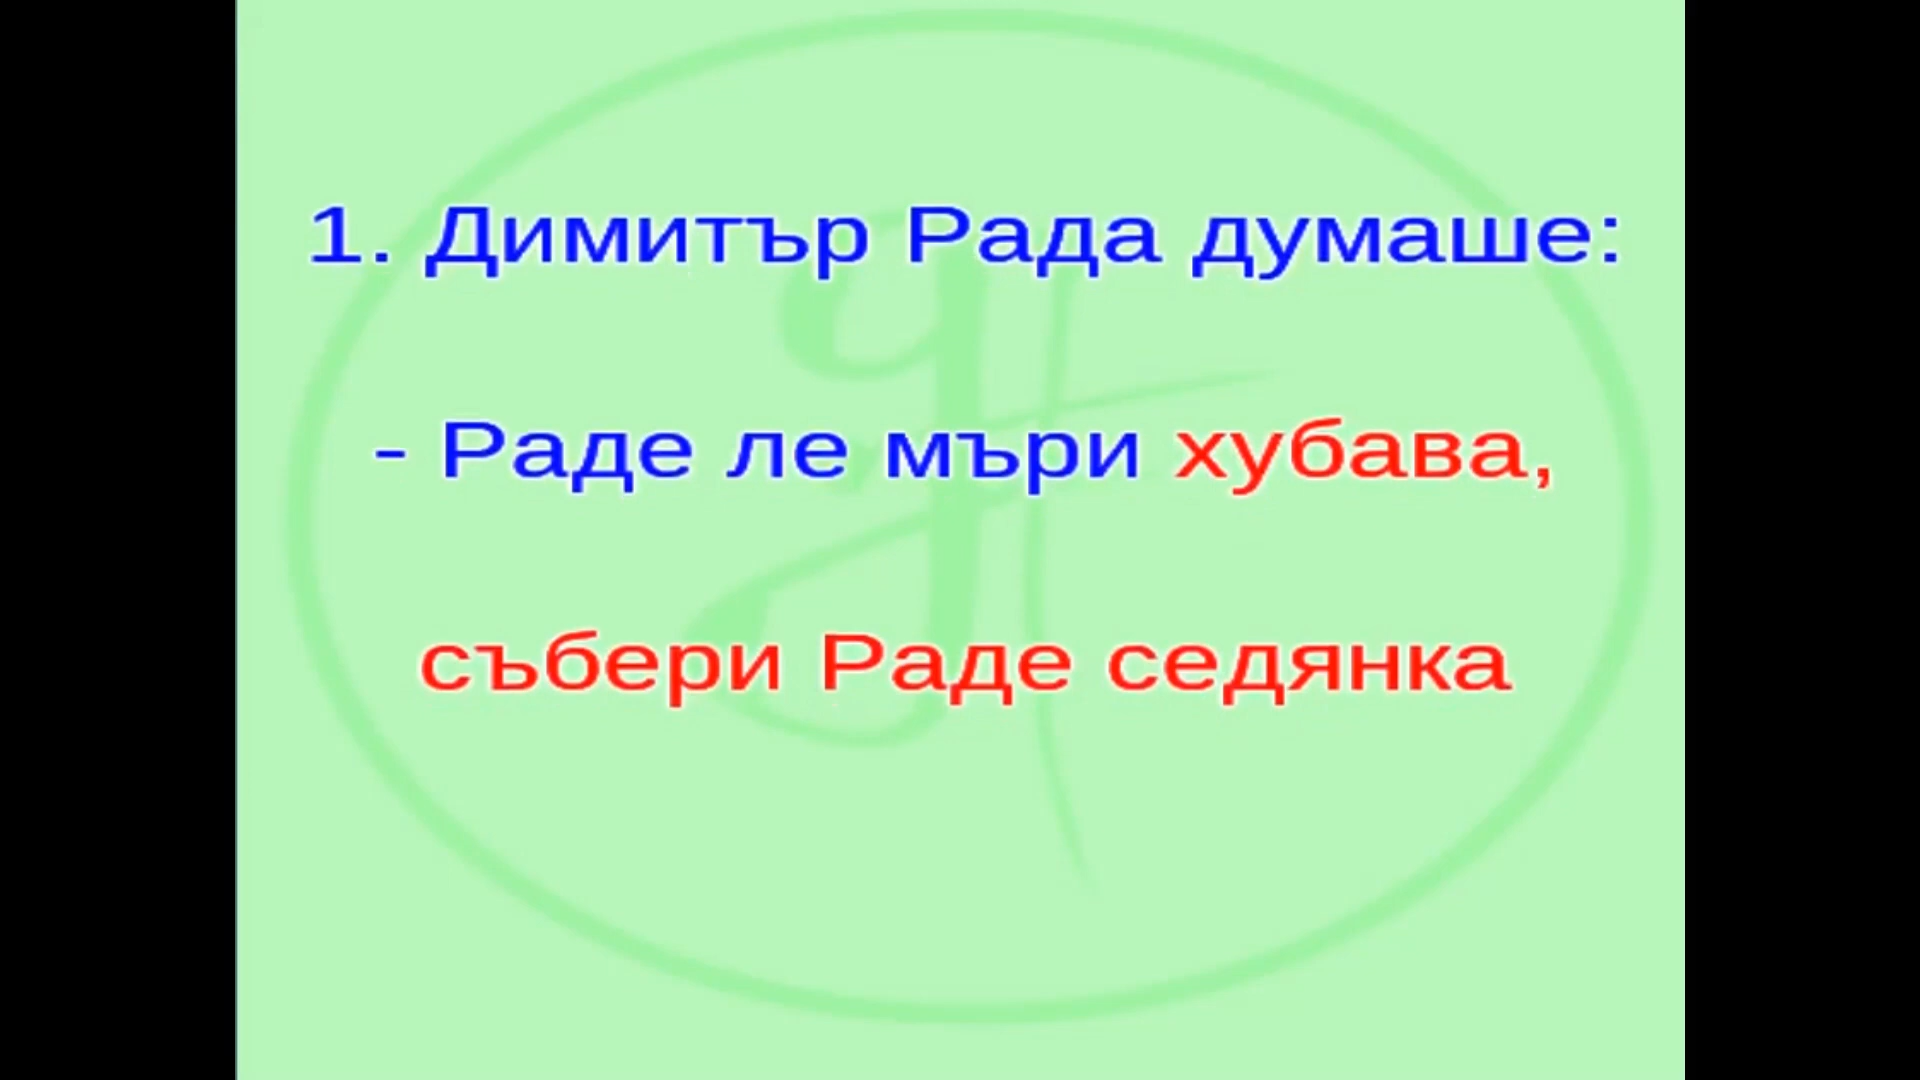 1. Димитър Рада думаше:
- Раде ле мъри хубава,
събери Раде седянка